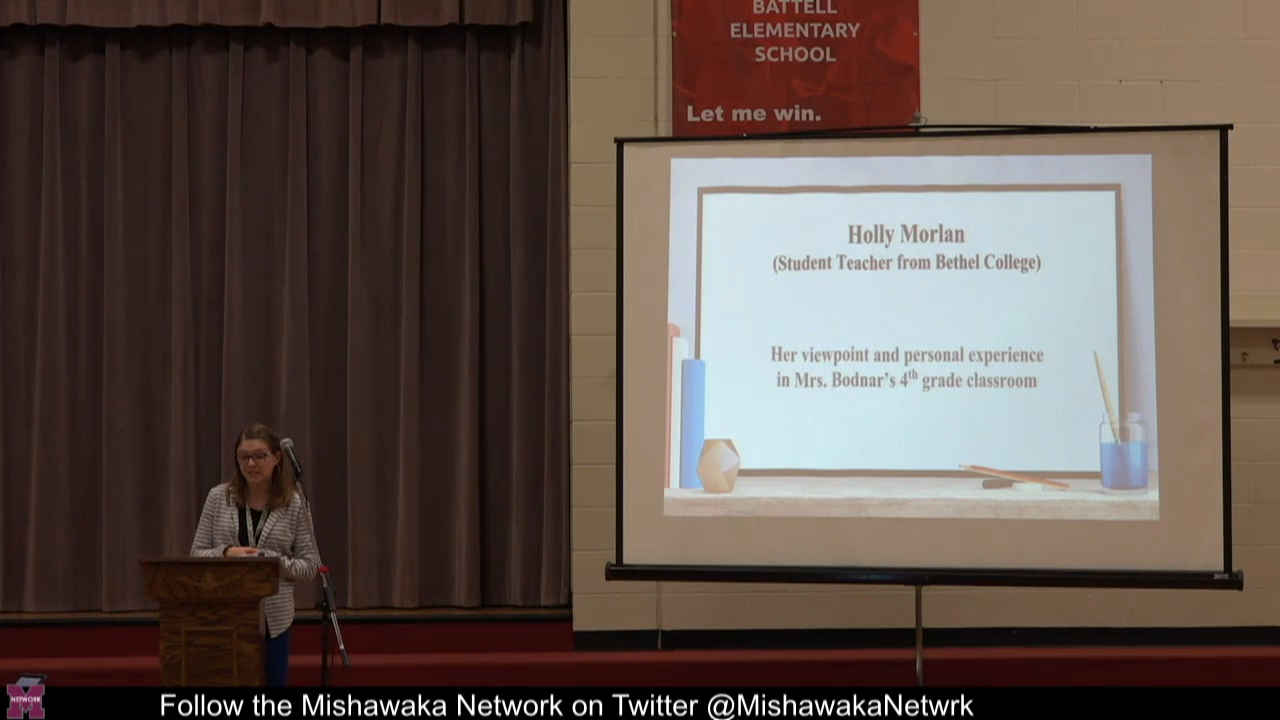 BATTELL
ELEMENTARY
SCHOOL
Let me win.
Holly Morlan
(Student Teacher from Bethel College)
Her viewpoint and personal experience
in Mrs. Bodnar's 4th grade classroom
NETWORK
Follow the Mishawaka Network on Twitter @MishawakaNetwrk